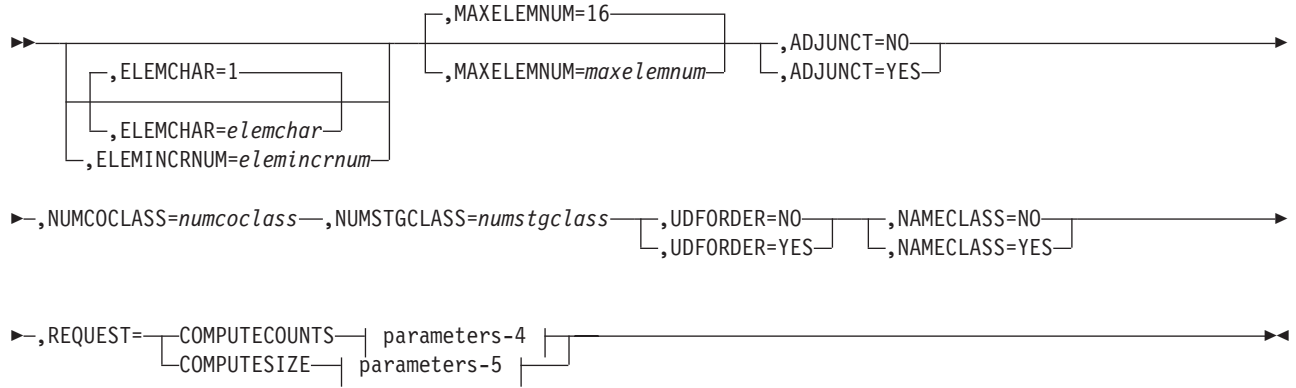 ,MAXELEMNUM=16
,ADJUNCT=NO
,ELEMCHAR=1
,MAXELEMNUM=maxelemnum
,ADJUNCT=YES
,ELEMCHAR=elemchar
,ELEMINCRNUM=elemincrnum
,NUMCOCLASS=numcoclass ,NUMSTGCLASS=numstgclass ,UDFORDER=NO ,NAMECLASS=NO
,UDFORDER=YES ,NAMECLASS=YES
,REQUEST= COMPUTECOUNTS parameters-4
COMPUTESIZE parameters-5